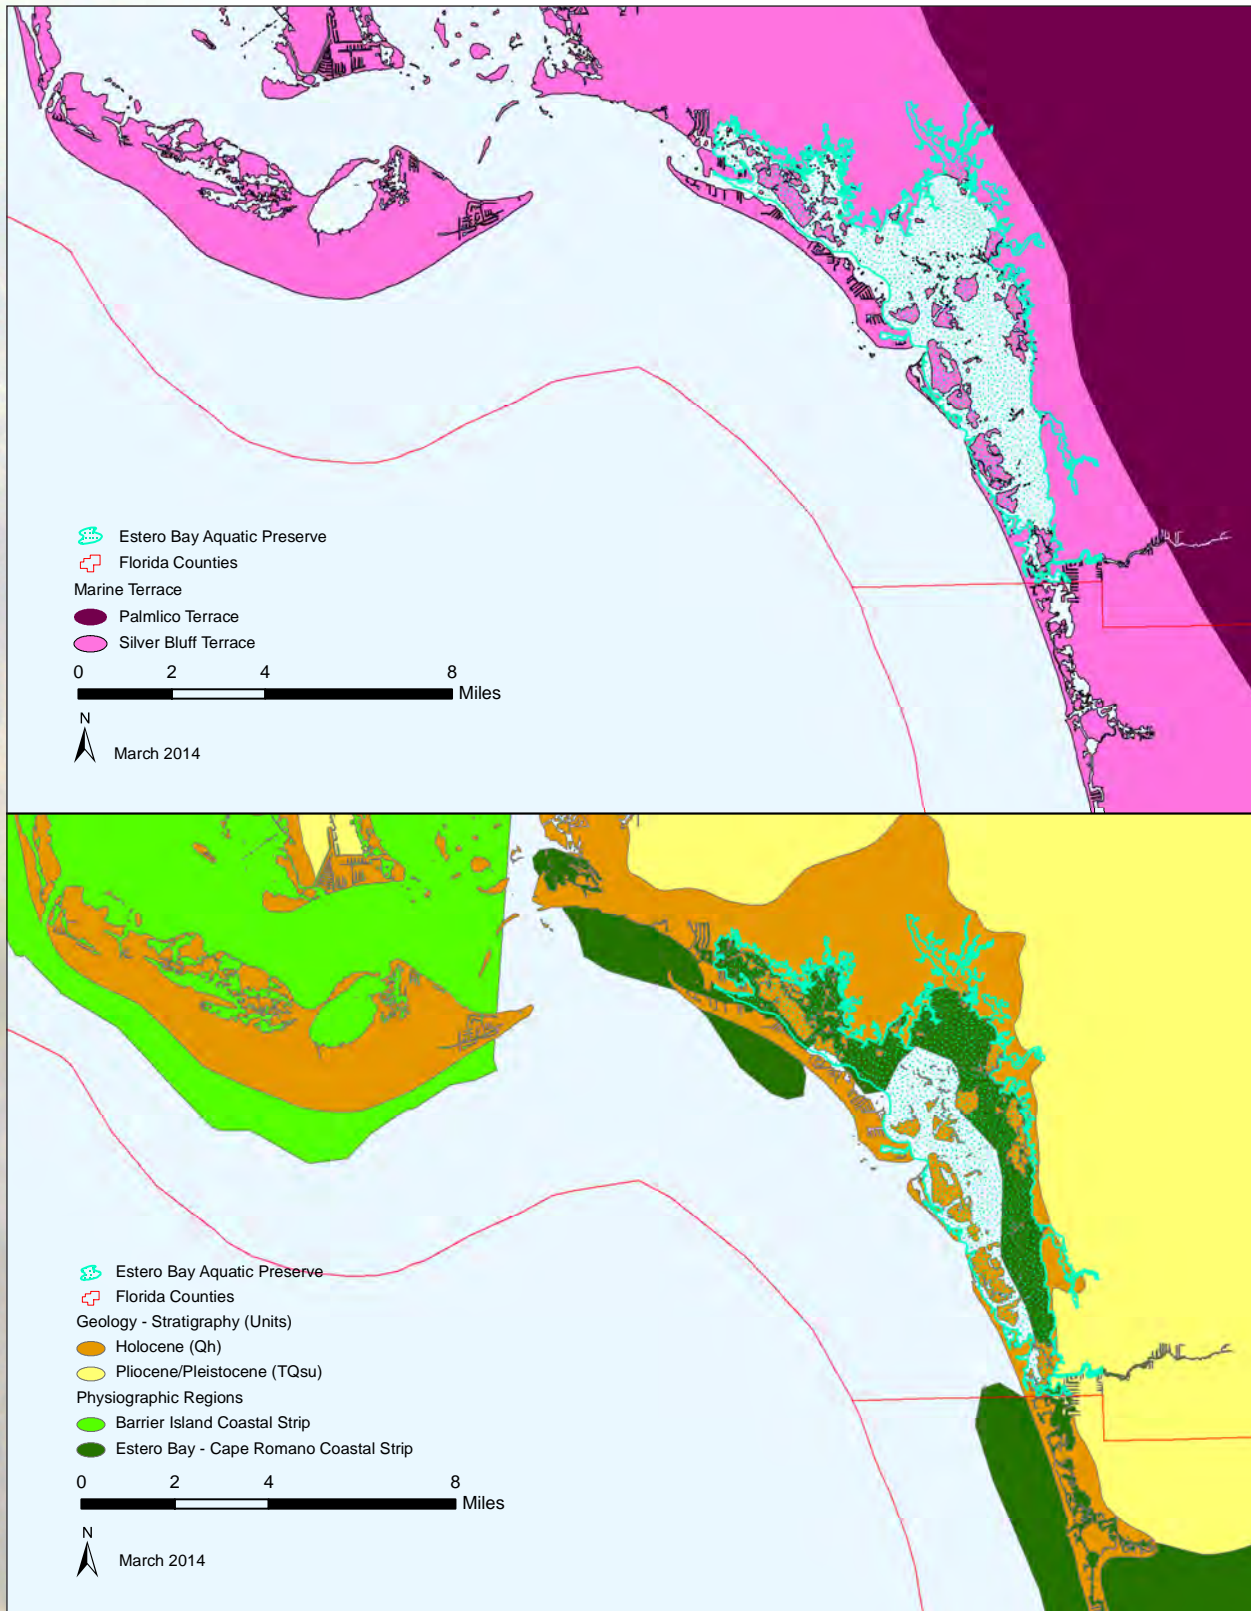 Estero Bay Aquatic Preserve
Florida Counties
Marine Terrace
Palmlico Terrace
Silver Bluff Terrace
0 2 4 8
Miles
N
March 2014
Estero Bay Aquatic Preserve
Florida Counties
Geology - Stratigraphy (Units)
Holocene (Qh)
Pliocene/Pleistocene (TQsu)
Physiographic Regions
Barrier Island Coastal Strip
Estero Bay - Cape Romano Coastal Strip
0 2 4 8
Miles
N
March 2014